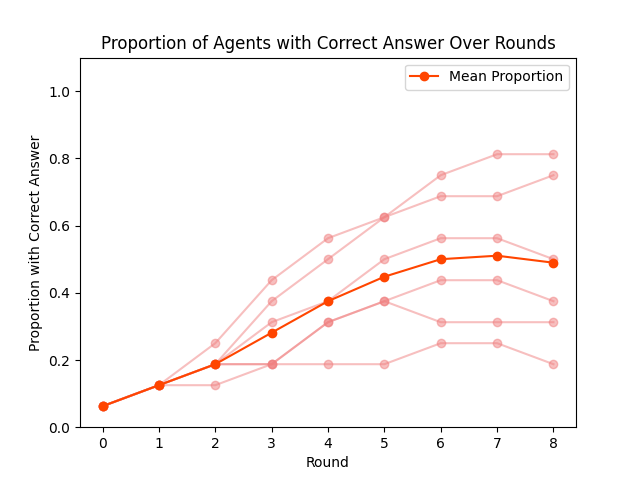 Proportion of Agents with Correct Answer Over Rounds
Mean Proportion
1.0
0.8
0.6
0.4
0.2
0.0
Proportion with Correct Answer
0 1 2 3 4 5 6 7 8
Round